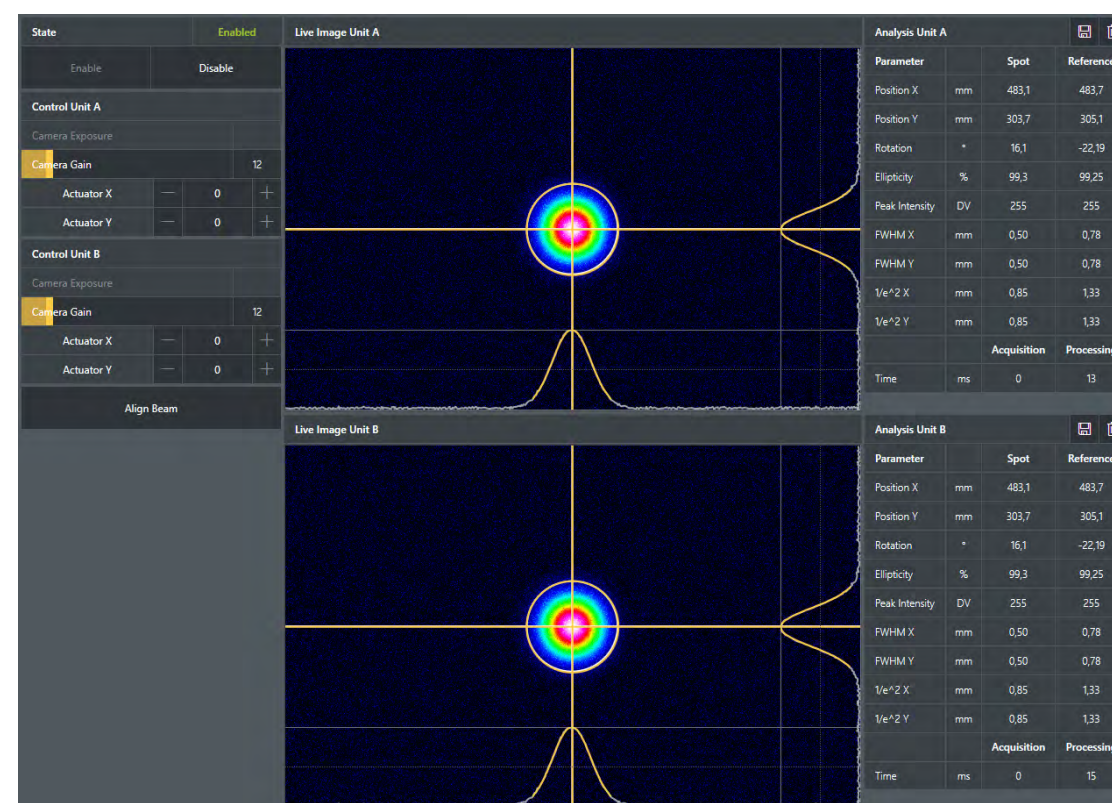 State Enabled
Enable Disable
Control Unit A
Camera Exposure
Camera Gain 12
Actuator X — 0 +
Actuator Y — 0 +
Control Unit B
Camera Exposure
Camera Gain 12
Actuator X — 0 +
Actuator Y — 0 +
Align Beam
Live Image Unit A
Analysis Unit A
Parameter Spot Reference
Position X mm 483,1 483,7
Position Y mm 303,7 305,1
Rotation ° 16,1 -22,19
Ellipticity % 99,3 99,25
Peak Intensity DV 255 255
FWHM X mm 0,50 0,78
FWHM Y mm 0,50 0,78
1/e^2 X mm 0,85 1,33
1/e^2 Y mm 0,85 1,33
Acquisition Processing
Time ms 0 13
Live Image Unit B
Analysis Unit B
Parameter Spot Reference
Position X mm 483,1 483,7
Position Y mm 303,7 305,1
Rotation ° 16,1 -22,19
Ellipticity % 99,3 99,25
Peak Intensity DV 255 255
FWHM X mm 0,50 0,78
FWHM Y mm 0,50 0,78
1/e^2 X mm 0,85 1,33
1/e^2 Y mm 0,85 1,33
Acquisition Processing
Time ms 0 15